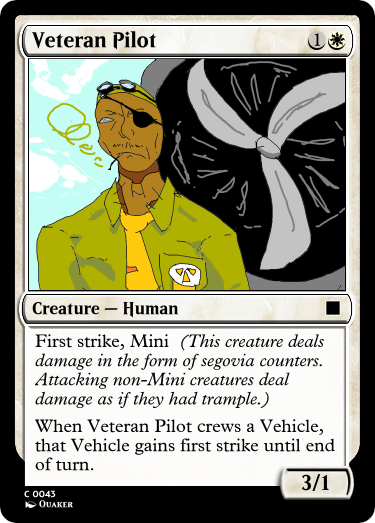 Veteran Pilot 1
Creature — Human
First strike, Mini (This creature deals
damage in the form of segovia counters.
Attacking non-Mini creatures deal
damage as if they had trample.)
When Veteran Pilot crews a Vehicle,
that Vehicle gains first strike until end
of turn.
3/1
C 0043
Quaker